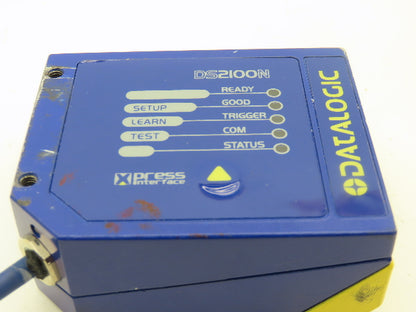 DS2100N
READY
SETUP GOOD
LEARN TRIGGER
TEST COM
STATUS
Xpress
Interface
DATALOGIC